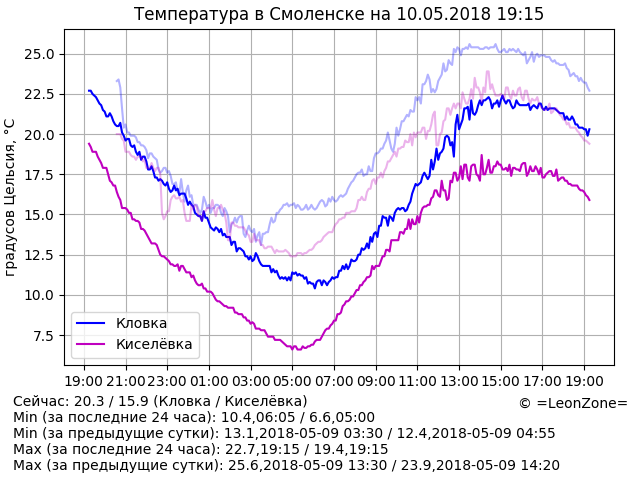 Температура в Смоленске на 10.05.2018 19:15
градусов Цельсия, °C
25.0
22.5
20.0
17.5
15.0
12.5
10.0
7.5
Кловка
Киселёвка
19:00 21:00 23:00 01:00 03:00 05:00 07:00 09:00 11:00 13:00 15:00 17:00 19:00
Сейчас: 20.3 / 15.9 (Кловка / Киселёвка)
© =LeonZone=
Min (за последние 24 часа): 10.4,06:05 / 6.6,05:00
Min (за предыдущие сутки): 13.1,2018-05-09 03:30 / 12.4,2018-05-09 04:55
Max (за последние 24 часа): 22.7,19:15 / 19.4,19:15
Max (за предыдущие сутки): 25.6,2018-05-09 13:30 / 23.9,2018-05-09 14:20